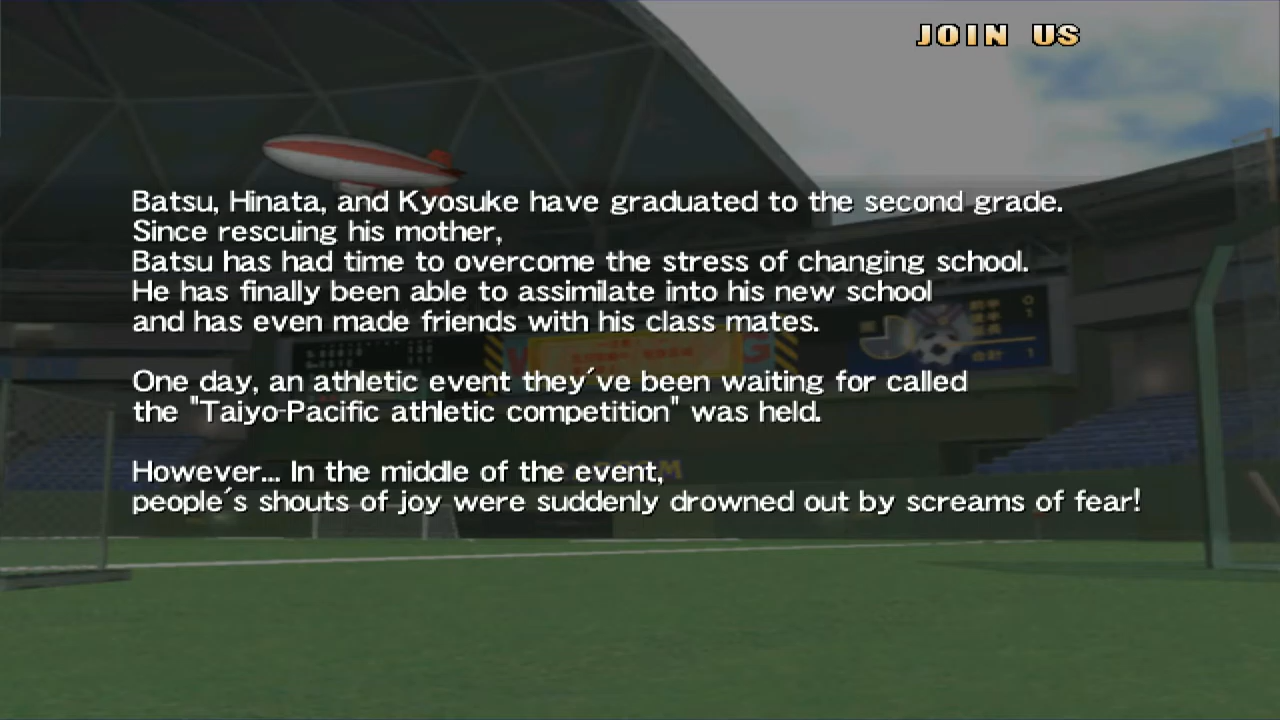 JOIN US
Batsu, Hinata, and Kyosuke have graduated to the second grade.
Since rescuing his mother,
Batsu has had time to overcome the stress of changing school.
He has finally been able to assimilate into his new school
and has even made friends with his class mates.
One day, an athletic event they´ve been waiting for called
the "Taiyo-Pacific athletic competition" was held.
However... In the middle of the event,
people´s shouts of joy were suddenly drowned out by screams of fear!